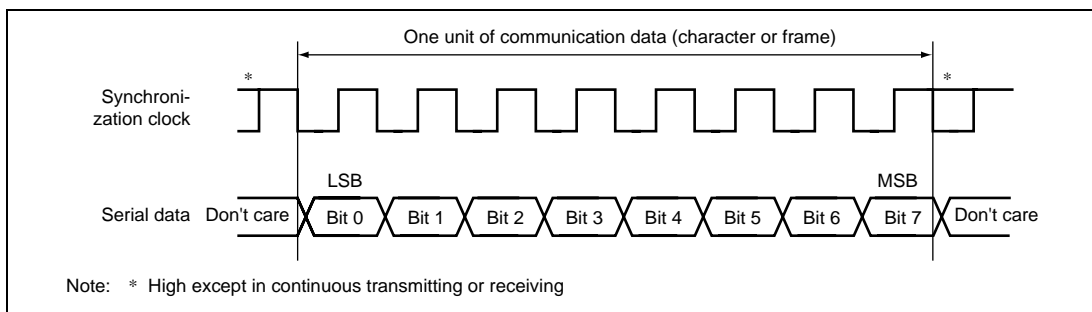 One unit of communication data (character or frame)
* *
Synchroni-
zation clock
LSB MSB
Serial data Don't care Bit 0 Bit 1 Bit 2 Bit 3 Bit 4 Bit 5 Bit 6 Bit 7 Don't care
Note: * High except in continuous transmitting or receiving